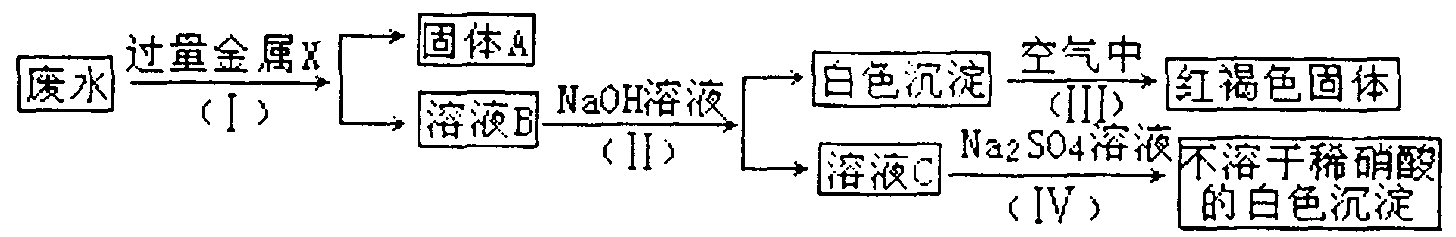 废水
过量金属X
(I)
固体A
溶液B
NaOH溶液
(II)
白色沉淀
空气中
(III)
红褐色固体
溶液C
Na₂SO₄溶液
(IV)
不溶于稀硝酸
的白色沉淀